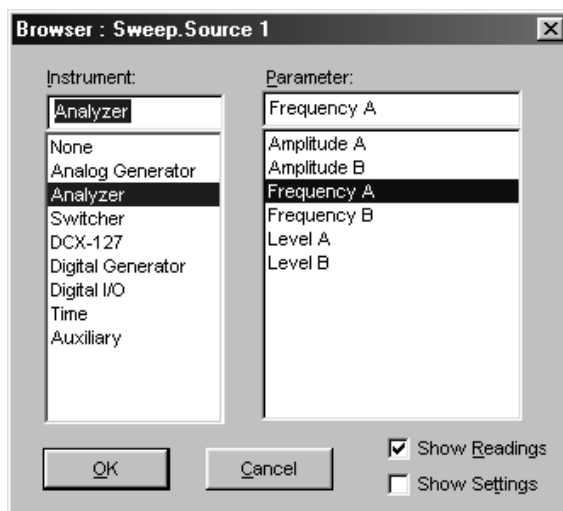 Browser : Sweep.Source 1
Instrument:
Analyzer
None
Analog Generator
Analyzer
Switcher
DCX-127
Digital Generator
Digital I/O
Time
Auxiliary
Parameter:
Frequency A
Amplitude A
Amplitude B
Frequency A
Frequency B
Level A
Level B
OK
Cancel
Show Readings
Show Settings